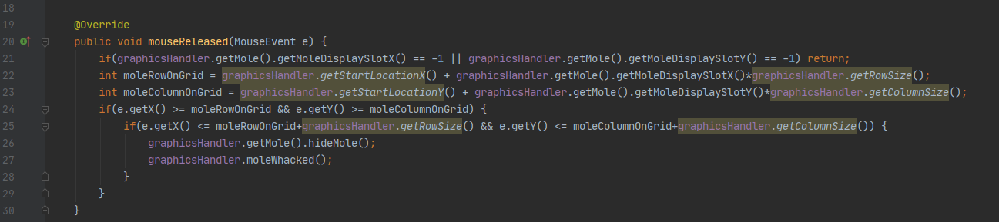 18
19 @Override
20 public void mouseReleased(MouseEvent e) {
21 if(graphicsHandler.getMole().getMoleDisplaySlotX() == -1 || graphicsHandler.getMole().getMoleDisplaySlotY() == -1) return;
22 int moleRowOnGrid = graphicsHandler.getStartLocationX() + graphicsHandler.getMole().getMoleDisplaySlotX()*graphicsHandler.getRowSize();
23 int moleColumnOnGrid = graphicsHandler.getStartLocationY() + graphicsHandler.getMole().getMoleDisplaySlotY()*graphicsHandler.getColumnSize();
24 if(e.getX() >= moleRowOnGrid && e.getY() >= moleColumnOnGrid) {
25 if(e.getX() <= moleRowOnGrid+graphicsHandler.getRowSize() && e.getY() <= moleColumnOnGrid+graphicsHandler.getColumnSize()) {
26 graphicsHandler.getMole().hideMole();
27 graphicsHandler.moleWhacked();
28 }
29 }
30 }